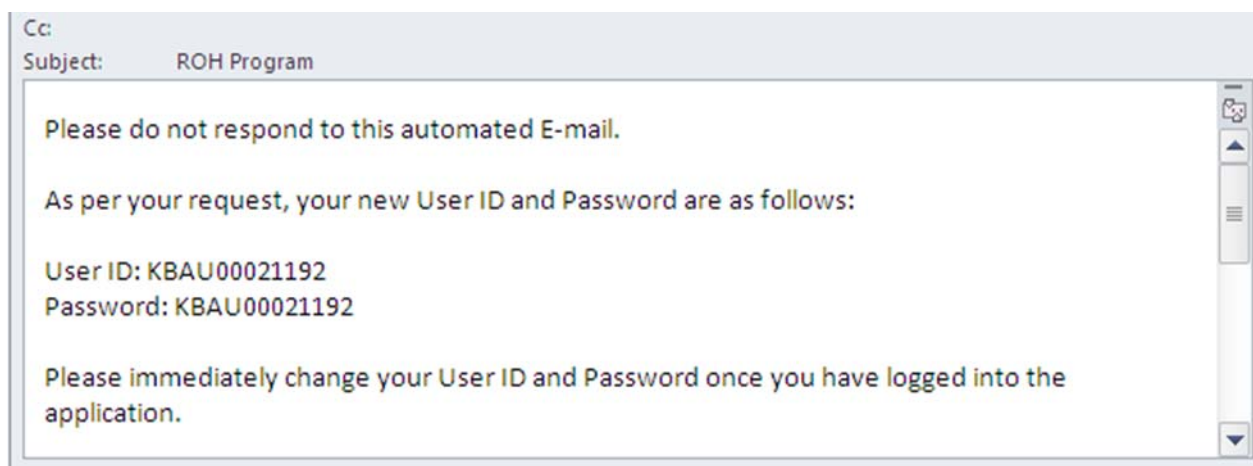 Cc:
Subject: ROH Program
Please do not respond to this automated E-mail.
As per your request, your new User ID and Password are as follows:
User ID: KBAU00021192
Password: KBAU00021192
Please immediately change your User ID and Password once you have logged into the
application.